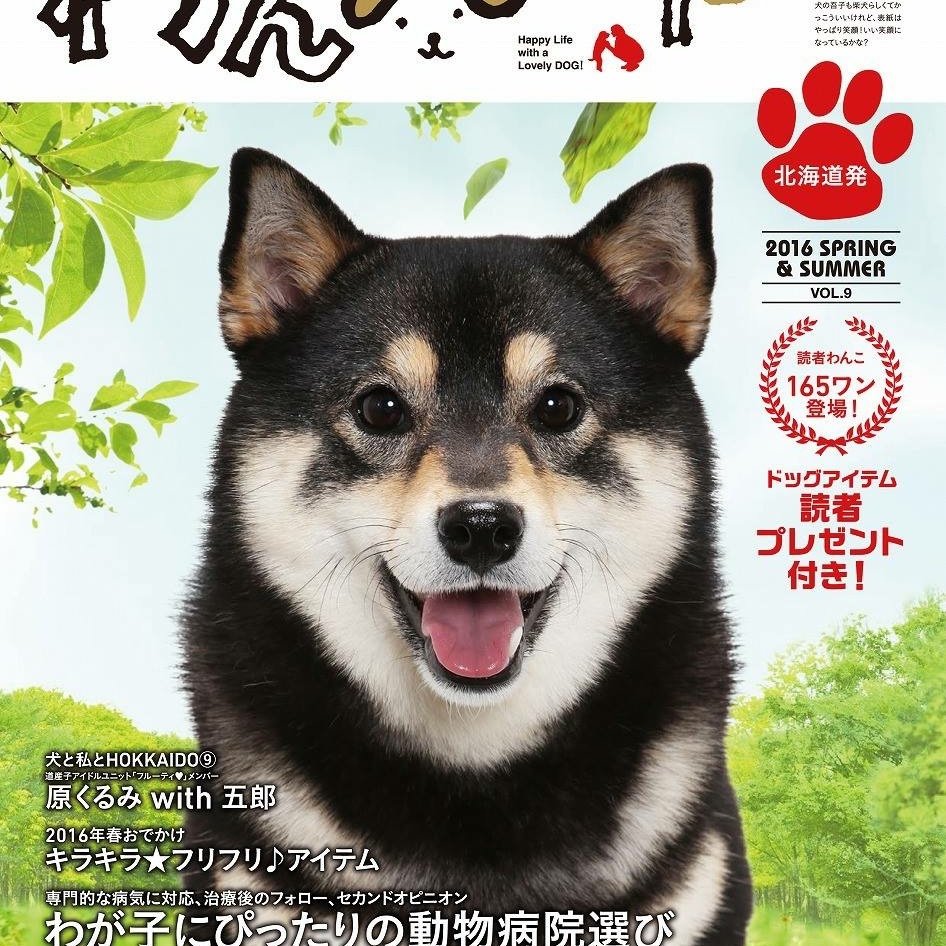 Happy Life
with a
Lovely DOG!
犬の吾子も柴犬らしくてか
っこういいけれど、表紙は
やっぱり笑顔!いい笑顔に
なっているかな?
北海道発
2016 SPRING
& SUMMER
VOL.9
読者わんこ
165ワン
登場!
ドッグアイテム
読者
プレゼント
付き!
犬と私とHOKKAIDO⑨
道産子アイドルユニット「フルーティ♥」メンバー
原くるみ with 五郎
2016年春おでかけ
キラキラ★フリフリ♪アイテム
専門的な病気に対応、治療後のフォロー、セカンドオピニオン
わが子にぴったりの動物病院選び